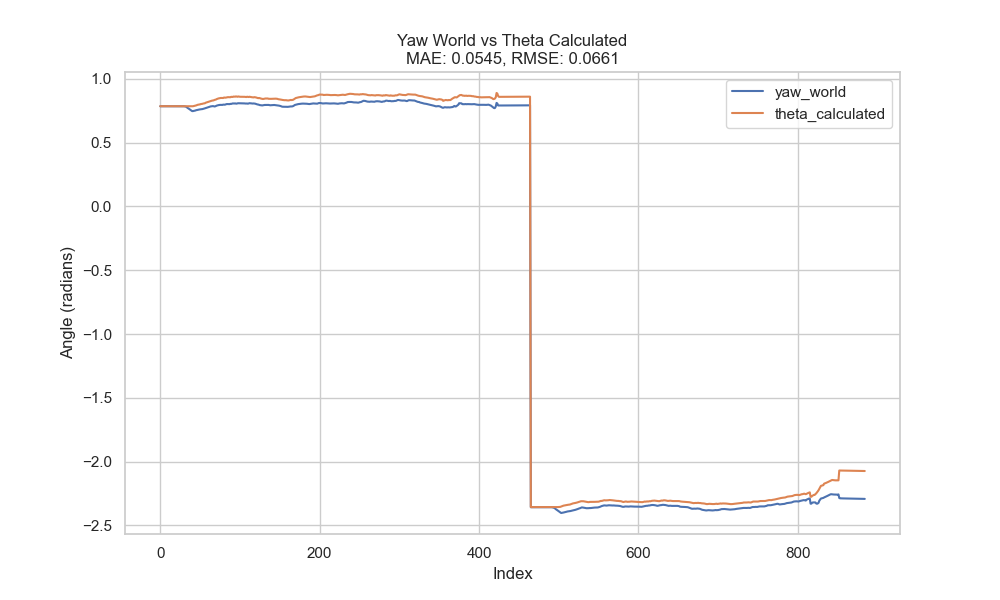 Yaw World vs Theta Calculated
MAE: 0.0545, RMSE: 0.0661
yaw_world
theta_calculated
Angle (radians)
1.0
0.5
0.0
−0.5
−1.0
−1.5
−2.0
−2.5
0 200 400 600 800
Index